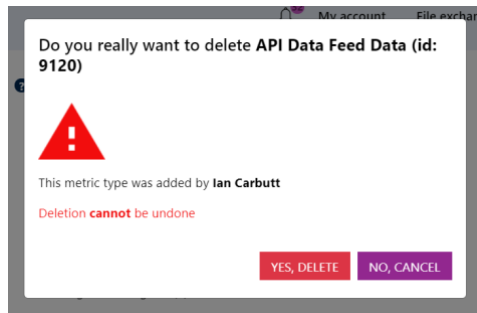 My account File exchan
Do you really want to delete API Data Feed Data (id:
9120)
This metric type was added by Ian Carbutt
Deletion cannot be undone
YES, DELETE NO, CANCEL